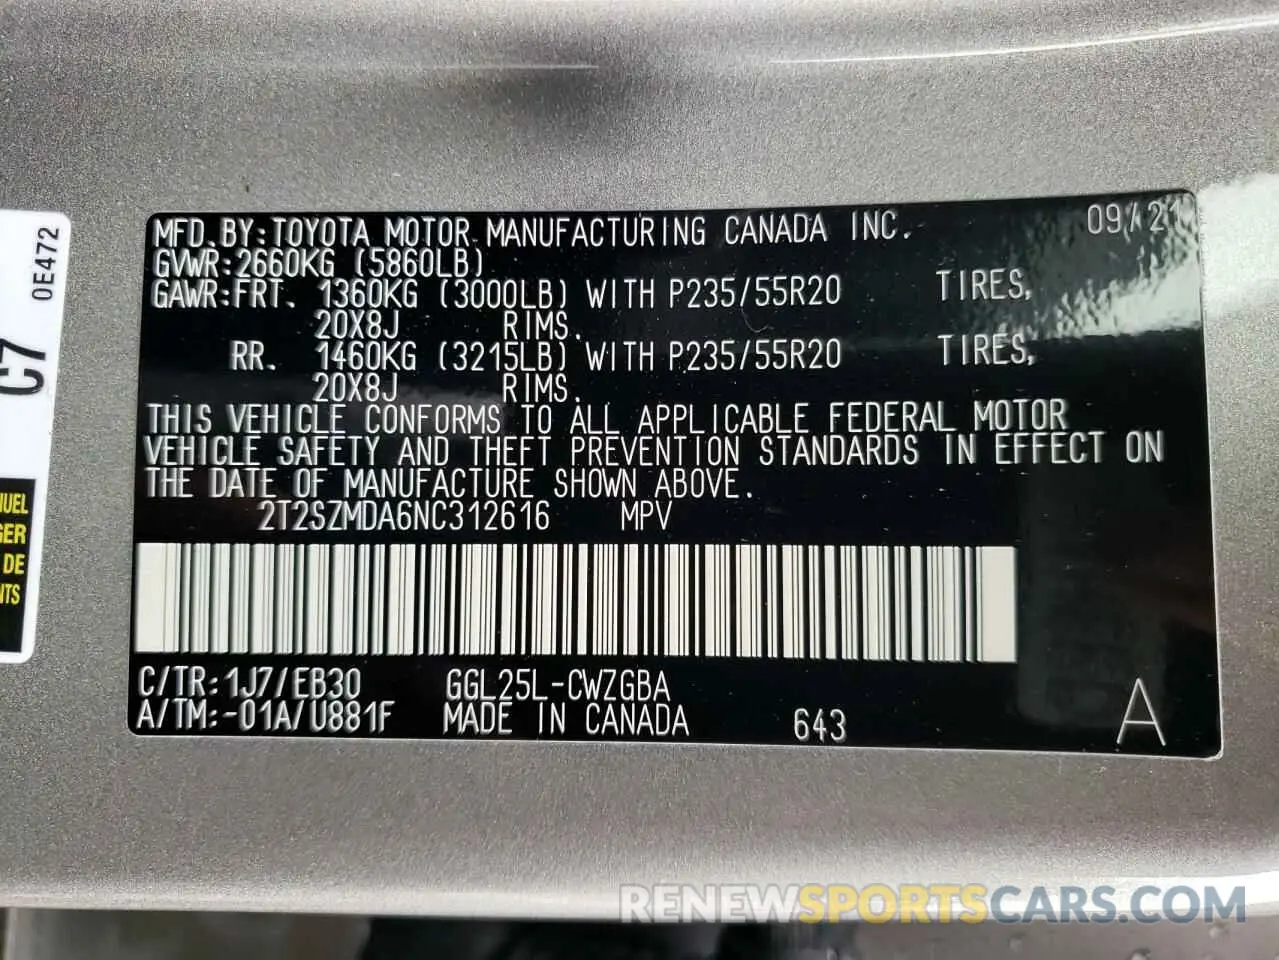 MFD. BY: TOYOTA MOTOR MANUFACTURING CANADA INC. 09/21
GVWR: 2660KG (5860LB)
GAWR: FRT. 1360KG (3000LB) WITH P235/55R20 TIRES,
20X8J RIMS.
RR. 1460KG (3215LB) WITH P235/55R20 TIRES,
20X8J RIMS.
THIS VEHICLE CONFORMS TO ALL APPLICABLE FEDERAL MOTOR
VEHICLE SAFETY AND THEFT PREVENTION STANDARDS IN EFFECT ON
THE DATE OF MANUFACTURE SHOWN ABOVE.
2T2SZMDA6NC312616 MPV
C/TR: 1J7/EB30 GGL25L-CWZGBA
A/TM: -01A/U881F MADE IN CANADA 643 A
C7 0E472
DE
RENEWSPORTSCARS.COM